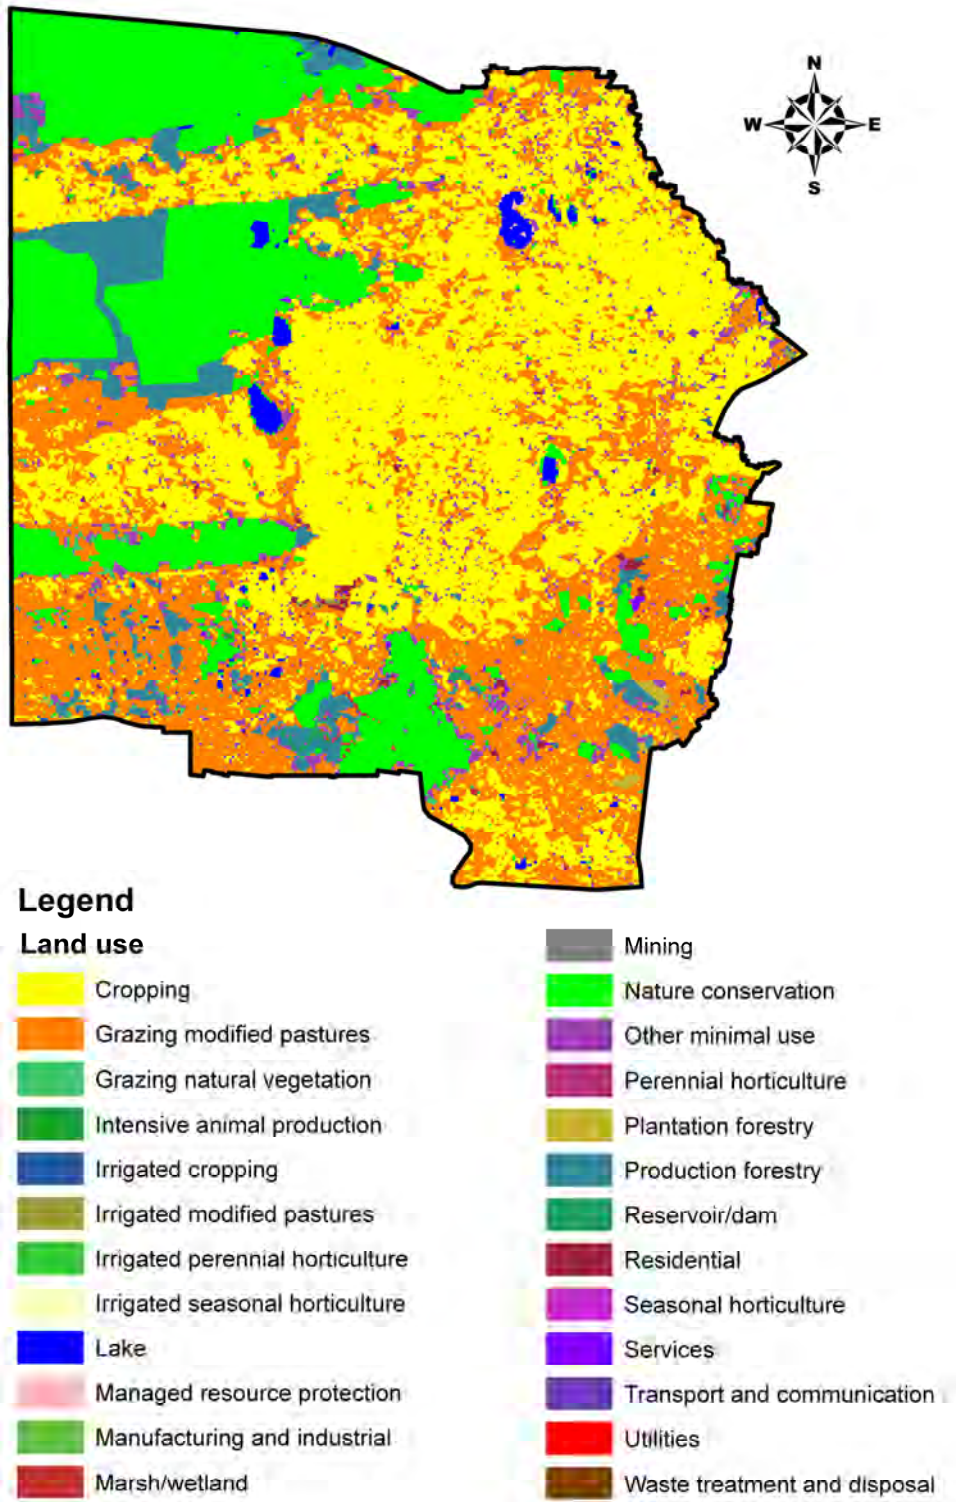 N
W E
S
Legend
Land use
Cropping
Grazing modified pastures
Grazing natural vegetation
Intensive animal production
Irrigated cropping
Irrigated modified pastures
Irrigated perennial horticulture
Irrigated seasonal horticulture
Lake
Managed resource protection
Manufacturing and industrial
Marsh/wetland
Mining
Nature conservation
Other minimal use
Perennial horticulture
Plantation forestry
Production forestry
Reservoir/dam
Residential
Seasonal horticulture
Services
Transport and communication
Utilities
Waste treatment and disposal